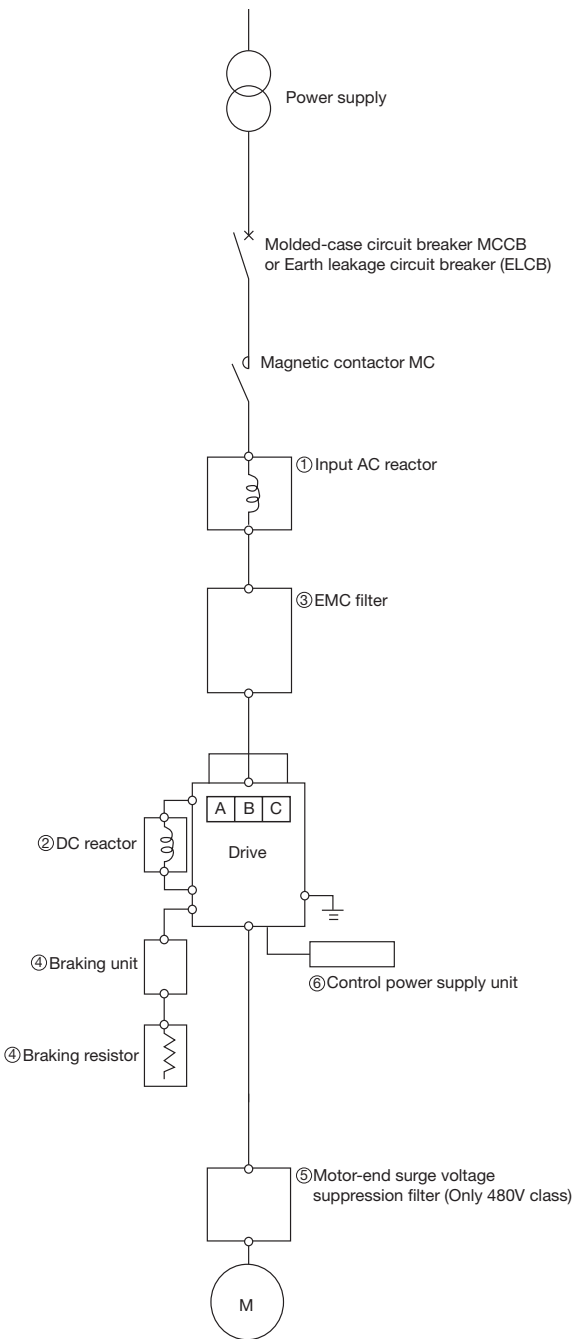 Power supply
Molded-case circuit breaker MCCB
or Earth leakage circuit breaker (ELCB)
Magnetic contactor MC
①Input AC reactor
③EMC filter
A B C
②DC reactor
Drive
④Braking unit
⑥Control power supply unit
④Braking resistor
⑤Motor-end surge voltage
suppression filter (Only 480V class)
M